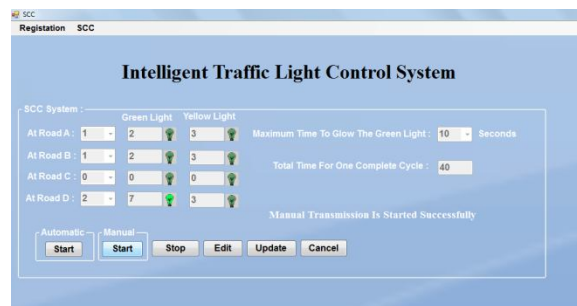 SCC
Registation SCC
Intelligent Traffic Light Control System
SCC System :
Green Light Yellow Light
At Road A : 1 2 3 Maximum Time To Glow The Green Light : 10 Seconds
At Road B : 1 2 3
Total Time For One Complete Cycle : 40
At Road C : 0 0 0
At Road D : 2 7 3
Manual Transmission Is Started Successfully
Automatic Manual
Start Start Stop Edit Update Cancel